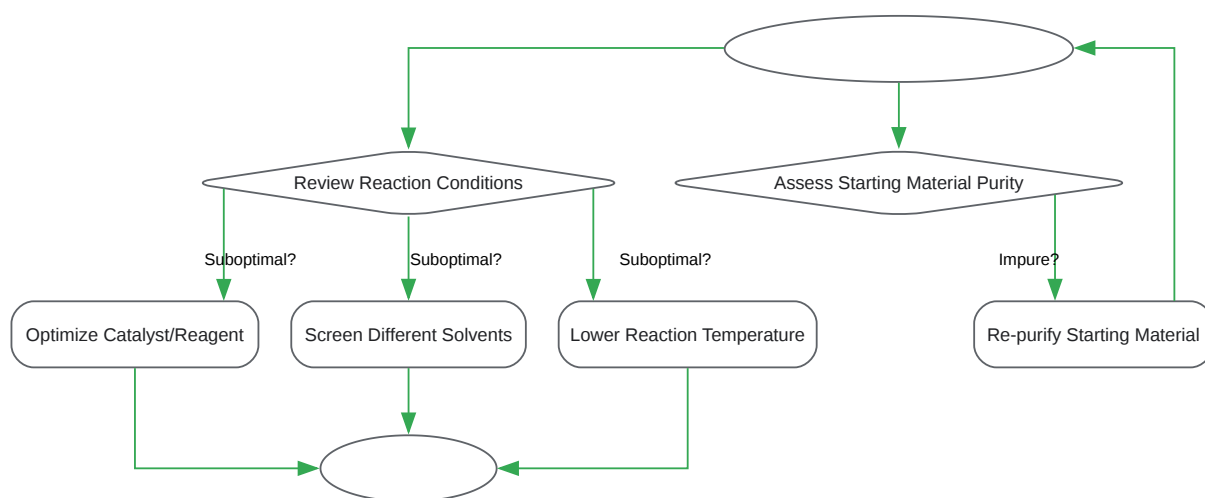 Review Reaction Conditions
Assess Starting Material Purity
Suboptimal?
Suboptimal?
Suboptimal?
Impure?
Optimize Catalyst/Reagent
Screen Different Solvents
Lower Reaction Temperature
Re-purify Starting Material